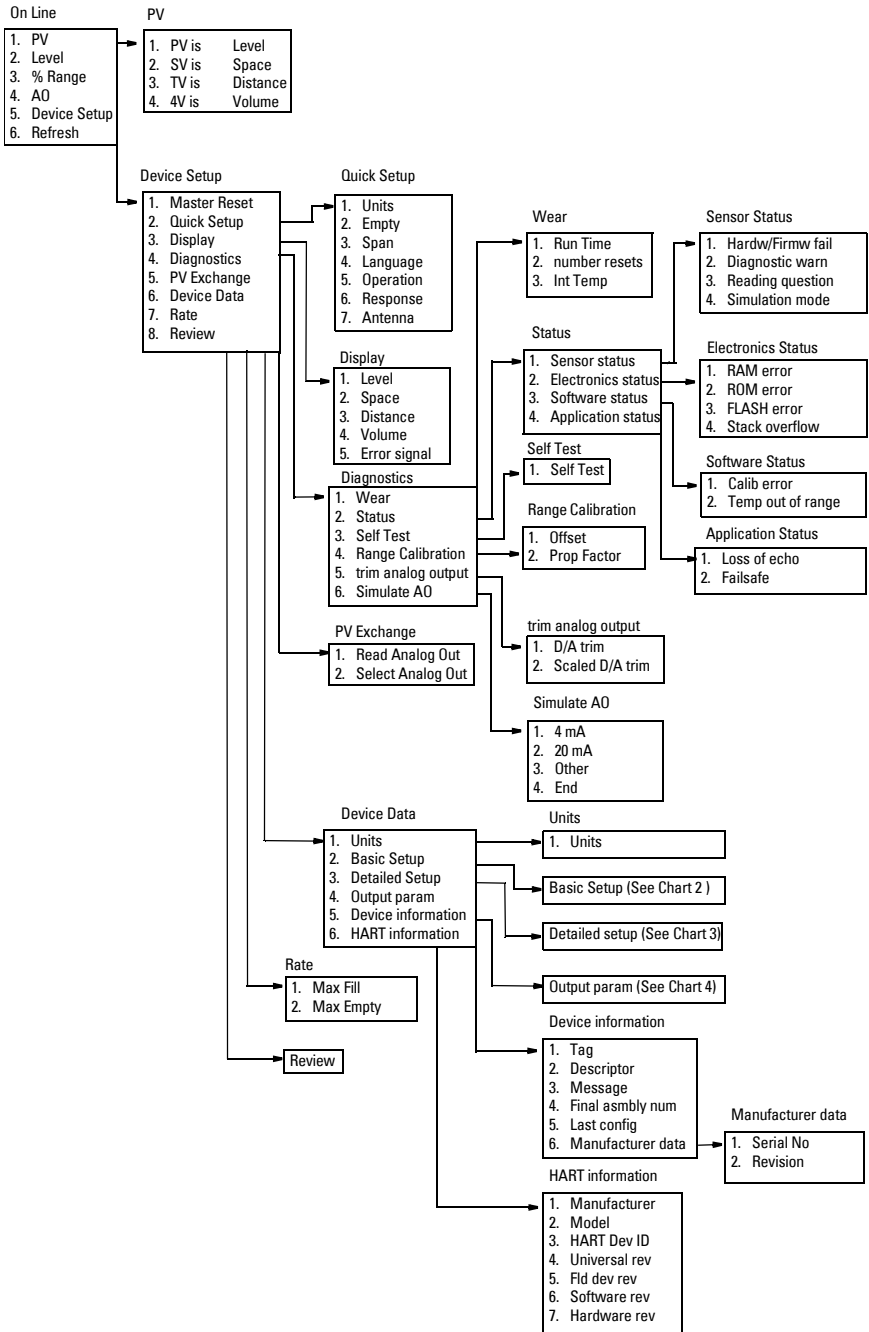 On Line
1. PV
2. Level
3. % Range
4. AO
5. Device Setup
6. Refresh
PV
1. PV is Level
2. SV is Space
3. TV is Distance
4. 4V is Volume
Device Setup
1. Master Reset
2. Quick Setup
3. Display
4. Diagnostics
5. PV Exchange
6. Device Data
7. Rate
8. Review
Quick Setup
1. Units
2. Empty
3. Span
4. Language
5. Operation
6. Response
7. Antenna
Display
1. Level
2. Space
3. Distance
4. Volume
5. Error signal
Diagnostics
1. Wear
2. Status
3. Self Test
4. Range Calibration
5. trim analog output
6. Simulate AO
PV Exchange
1. Read Analog Out
2. Select Analog Out
Wear
1. Run Time
2. number resets
3. Int Temp
Status
1. Sensor status
2. Electronics status
3. Software status
4. Application status
Self Test
1. Self Test
Range Calibration
1. Offset
2. Prop Factor
trim analog output
1. D/A trim
2. Scaled D/A trim
Simulate AO
1. 4 mA
2. 20 mA
3. Other
4. End
Sensor Status
1. Hardw/Firmw fail
2. Diagnostic warn
3. Reading question
4. Simulation mode
Electronics Status
1. RAM error
2. ROM error
3. FLASH error
4. Stack overflow
Software Status
1. Calib error
2. Temp out of range
Application Status
1. Loss of echo
2. Failsafe
Device Data
1. Units
2. Basic Setup
3. Detailed Setup
4. Output param
5. Device information
6. HART information
Units
1. Units
Basic Setup (See Chart 2 )
Detailed setup (See Chart 3)
Output param (See Chart 4)
Rate
1. Max Fill
2. Max Empty
Review
Device information
1. Tag
2. Descriptor
3. Message
4. Final asmbly num
5. Last config
6. Manufacturer data
Manufacturer data
1. Serial No
2. Revision
HART information
1. Manufacturer
2. Model
3. HART Dev ID
4. Universal rev
5. Fld dev rev
6. Software rev
7. Hardware rev